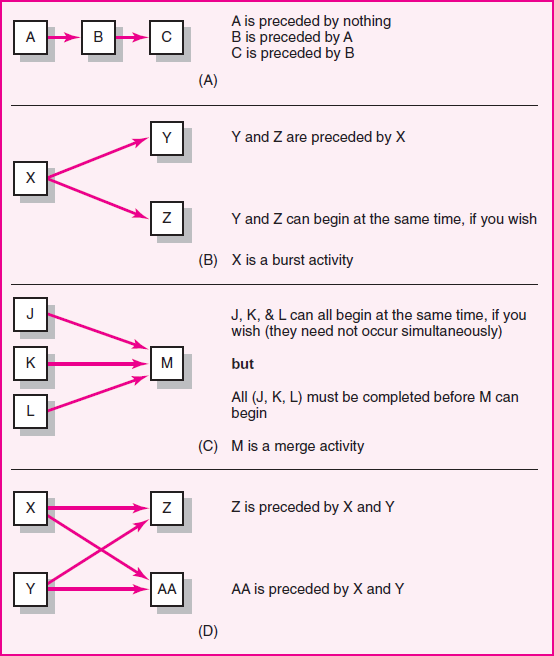 A
B
C
A is preceded by nothing
B is preceded by A
C is preceded by B
(A)
X
Y
Y and Z are preceded by X
Z
Y and Z can begin at the same time, if you wish
(B) X is a burst activity
J
K
L
M
J, K, & L can all begin at the same time, if you
wish (they need not occur simultaneously)
but
All (J, K, L) must be completed before M can
begin
(C) M is a merge activity
X
Z
Z is preceded by X and Y
Y
AA
AA is preceded by X and Y
(D)